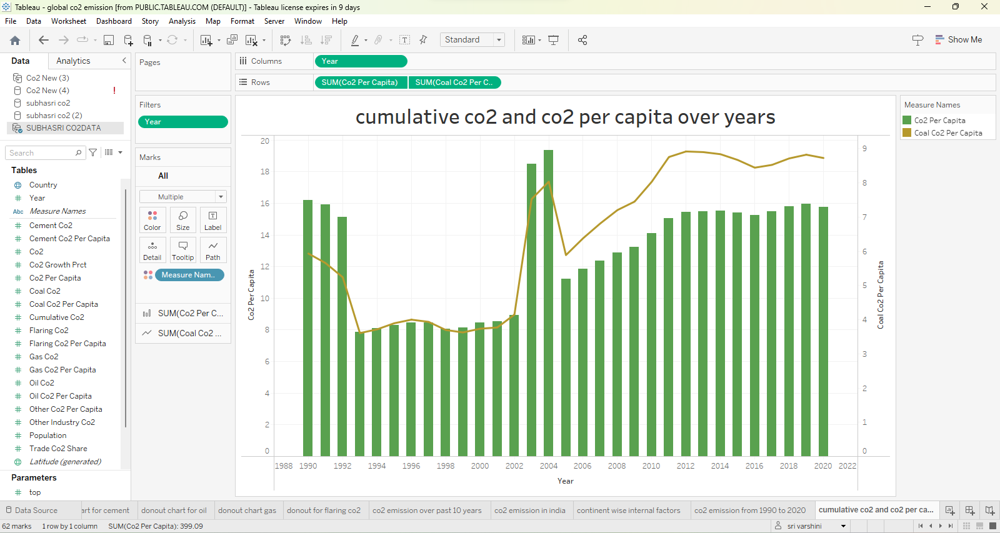 Tableau - global co2 emission [from PUBLIC.TABLEAU.COM (DEFAULT)] - Tableau license expires in 9 days
File Data Worksheet Dashboard Story Analysis Map Format Server Window Help
Standard
Show Me
Data Analytics
Co2 New (3)
Co2 New (4) !
subhasri co2
subhasri co2 (2)
SUBHASRI CO2DATA
Search
Tables
Country
Year
Abc Measure Names
Cement Co2
Cement Co2 Per Capita
Co2
Co2 Growth Prct
Co2 Per Capita
Coal Co2
Coal Co2 Per Capita
Cumulative Co2
Flaring Co2
Flaring Co2 Per Capita
Gas Co2
Gas Co2 Per Capita
Oil Co2
Oil Co2 Per Capita
Other Co2 Per Capita
Other Industry Co2
Population
Trade Co2 Share
Latitude (generated)
Parameters
top
Pages
Filters
Year
Marks
All
Multiple
Color Size Label
Detail Tooltip Path
Measure Nam..
SUM(Co2 Per C...
SUM(Coal Co2 ...
Columns Year
Rows SUM(Co2 Per Capita) SUM(Coal Co2 Per C..
cumulative co2 and co2 per capita over years
20
18
16
14
12
10
8
6
4
2
0
Co2 Per Capita
9
8
7
6
5
4
3
2
1
0
Coal Co2 Per Capita
1988 1990 1992 1994 1996 1998 2000 2002 2004 2006 2008 2010 2012 2014 2016 2018 2020 2022
Year
Measure Names
Co2 Per Capita
Coal Co2 Per Capita
Data Source art for cement donout chart for oil donout chart gas donout for flaring co2 co2 emission over past 10 years co2 emission in india continent wise internal factors co2 emission from 1990 to 2020 cumulative co2 and co2 per ca...
62 marks 1 row by 1 column SUM(Co2 Per Capita): 399.09 sri varshini